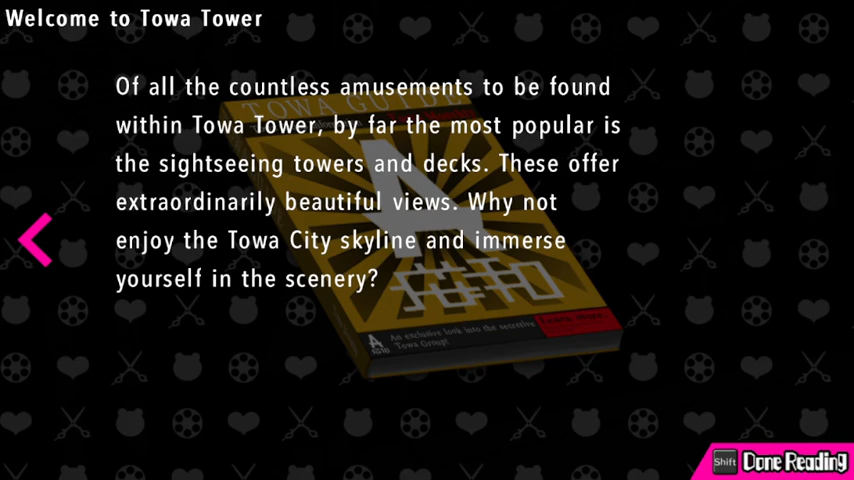 Welcome to Towa Tower
Of all the countless amusements to be found
within Towa Tower, by far the most popular is
the sightseeing towers and decks. These offer
extraordinarily beautiful views. Why not
enjoy the Towa City skyline and immerse
yourself in the scenery?
TOWA GUIDE
A
An exclusive look into the secretive
Towa Group!
Shift Done Reading